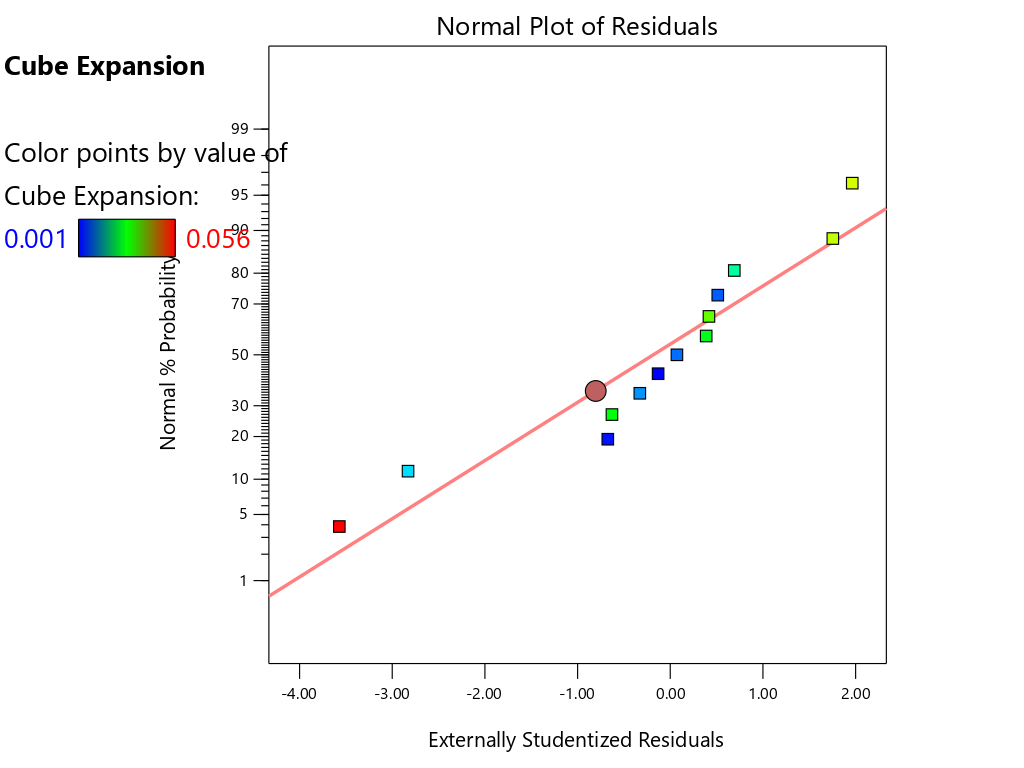 Normal Plot of Residuals
Cube Expansion
Color points by value of
Cube Expansion:
0.001 0.056
Normal % Probability
99
95
90
80
70
50
30
20
10
5
1
-4.00 -3.00 -2.00 -1.00 0.00 1.00 2.00
Externally Studentized Residuals